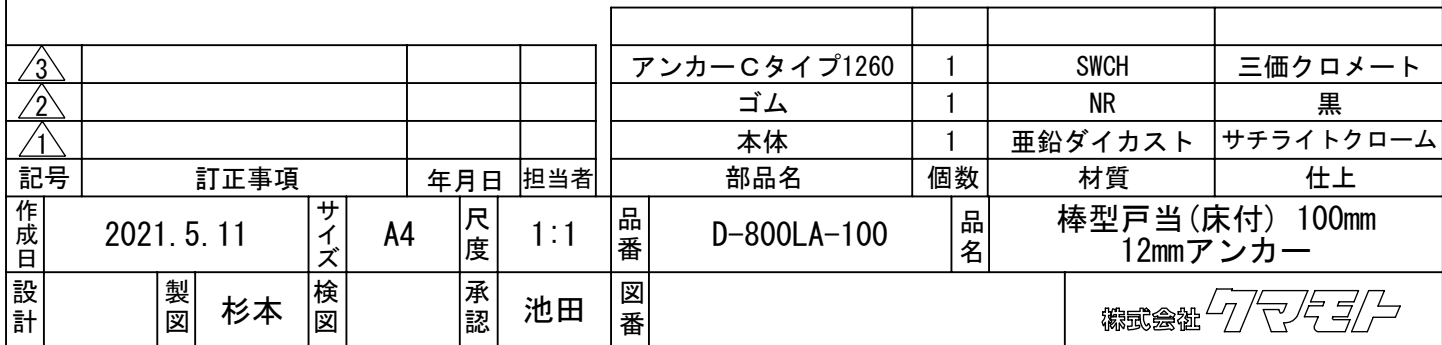 3 アンカーCタイプ1260 1 SWCH 三価クロメート
2 ゴム 1 NR 黒
1 本体 1 亜鉛ダイカスト サチライトクローム
記号 訂正事項 年月日 担当者 部品名 個数 材質 仕上
作成日 2021.5.11 サイズ A4 尺度 1:1 品番 D-800LA-100 品名 棒型戸当(床付) 100mm
12mmアンカー
設計 製図 杉本 検図 承認 池田 図番 株式会社クマモト